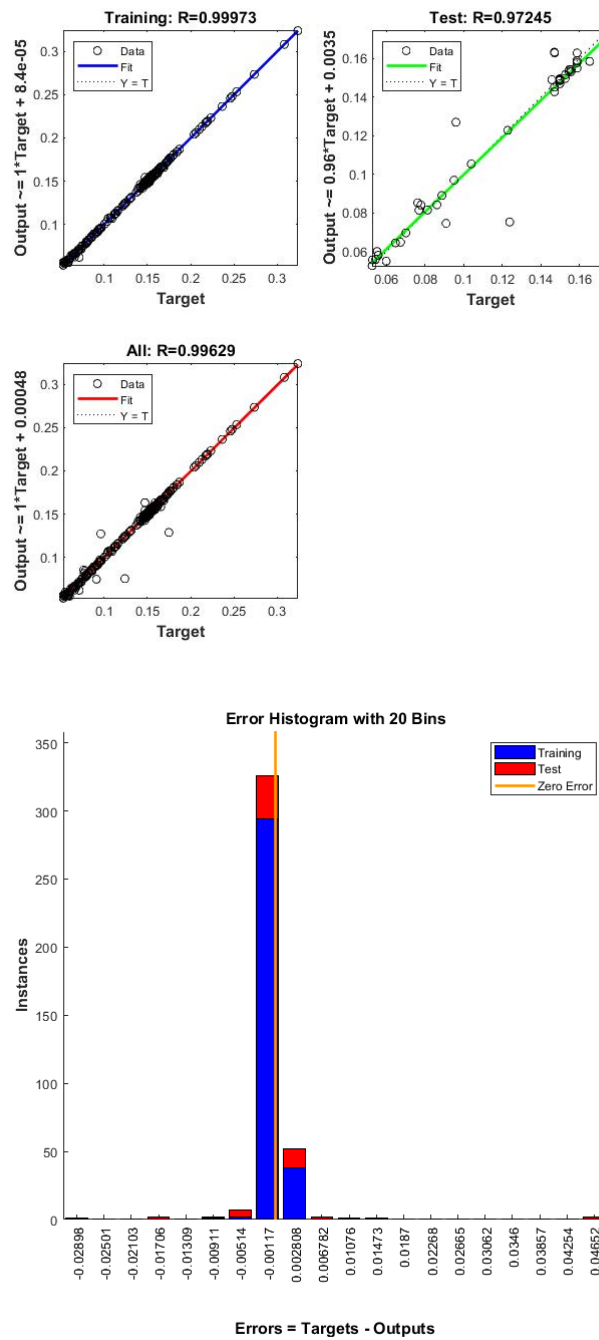 Training: R=0.99973
Output ~= 1*Target + 8.4e-05
0.3
0.25
0.2
0.15
0.1
Data
Fit
Y = T
0.1 0.15 0.2 0.25 0.3
Target
Test: R=0.97245
Output ~= 0.96*Target + 0.0035
0.16
0.14
0.12
0.1
0.08
0.06
Data
Fit
Y = T
0.06 0.08 0.1 0.12 0.14 0.16
Target
All: R=0.99629
Output ~= 1*Target + 0.00048
0.3
0.25
0.2
0.15
0.1
Data
Fit
Y = T
0.1 0.15 0.2 0.25 0.3
Target
Error Histogram with 20 Bins
Instances
350
300
250
200
150
100
50
0
Training
Test
Zero Error
-0.02898
-0.02501
-0.02103
-0.01706
-0.01309
-0.00911
-0.00514
-0.00117
0.002808
0.006782
0.01076
0.01473
0.0187
0.02268
0.02665
0.03062
0.0346
0.03857
0.04254
0.04652
Errors = Targets - Outputs